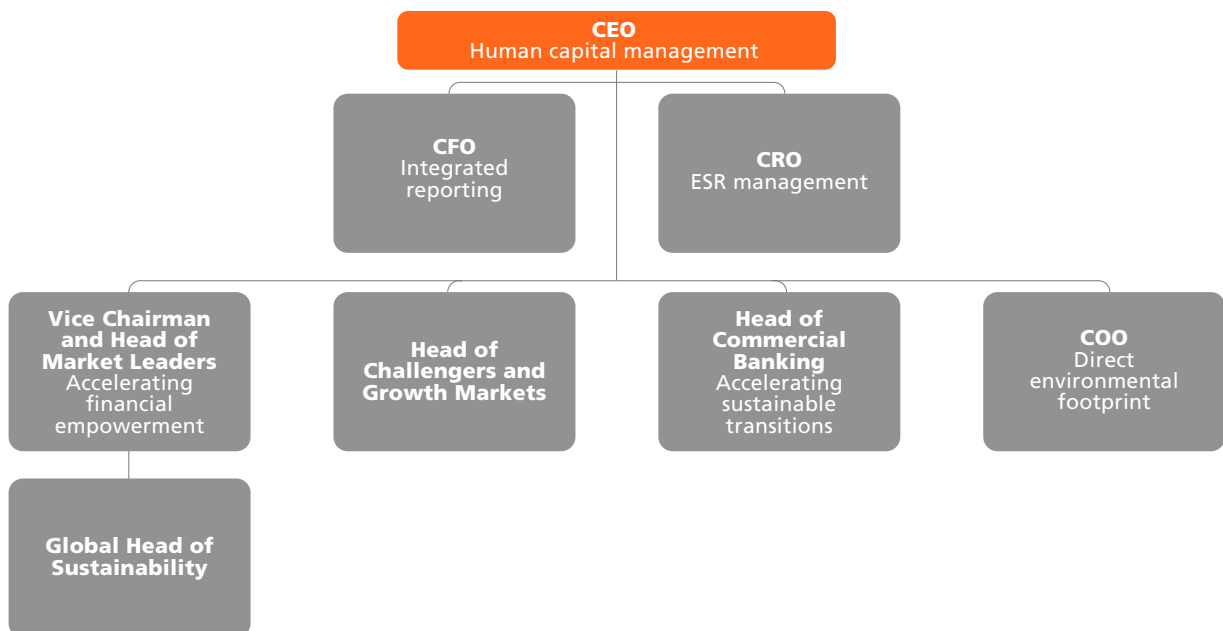 CEO
Human capital management
CFO
Integrated
reporting
CRO
ESR management
Vice Chairman
and Head of
Market Leaders
Accelerating
financial
empowerment
Head of
Challengers and
Growth Markets
Head of
Commercial
Banking
Accelerating
sustainable
transitions
COO
Direct
environmental
footprint
Global Head of
Sustainability